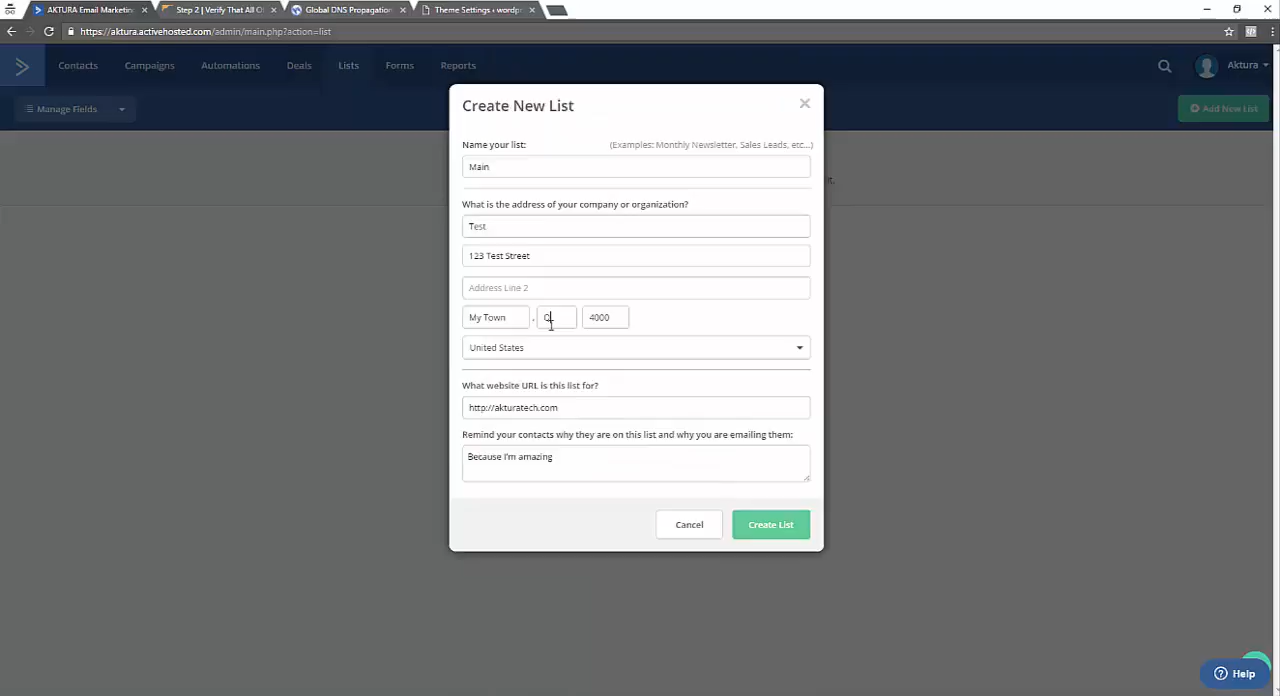 AKTURA Email Marketin
Step 2 | Verify That All O
Global DNS Propagation
Theme Settings ‹ wordpr
https://aktura.activehosted.com/admin/main.php?action=list
Contacts
Campaigns
Automations
Deals
Lists
Forms
Reports
Aktura
Manage Fields
Add New List
Create New List
Name your list:
(Examples: Monthly Newsletter, Sales Leads, etc...)
Main
What is the address of your company or organization?
Test
123 Test Street
Address Line 2
My Town
,
4000
United States
What website URL is this list for?
http://akturatech.com
Remind your contacts why they are on this list and why you are emailing them:
Because I'm amazing
Cancel
Create List
Help